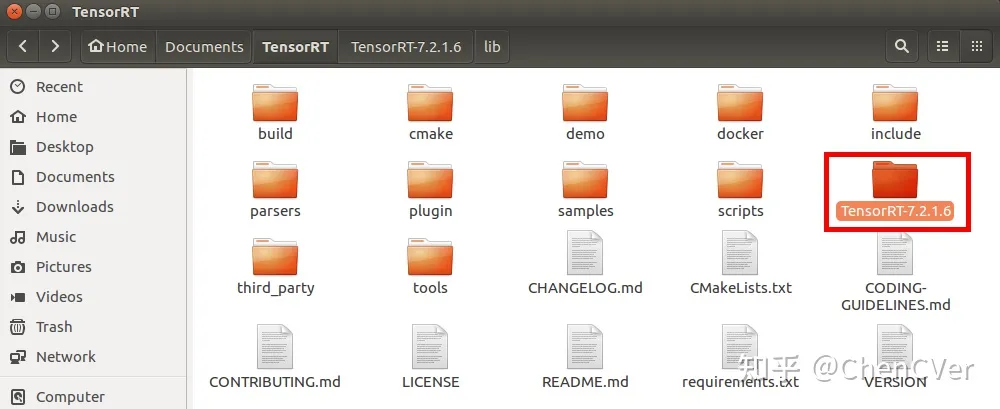 TensorRT
Home Documents TensorRT TensorRT-7.2.1.6 lib
Recent
Home
Desktop
Documents
Downloads
Music
Pictures
Videos
Trash
Network
Computer
build cmake demo docker include
parsers plugin samples scripts TensorRT-7.2.1.6
third_party tools CHANGELOG.md CMakeLists.txt CODING-
GUIDELINES.md
CONTRIBUTING.md LICENSE README.md requirements.txt VERSION
知乎 @ChenCVer